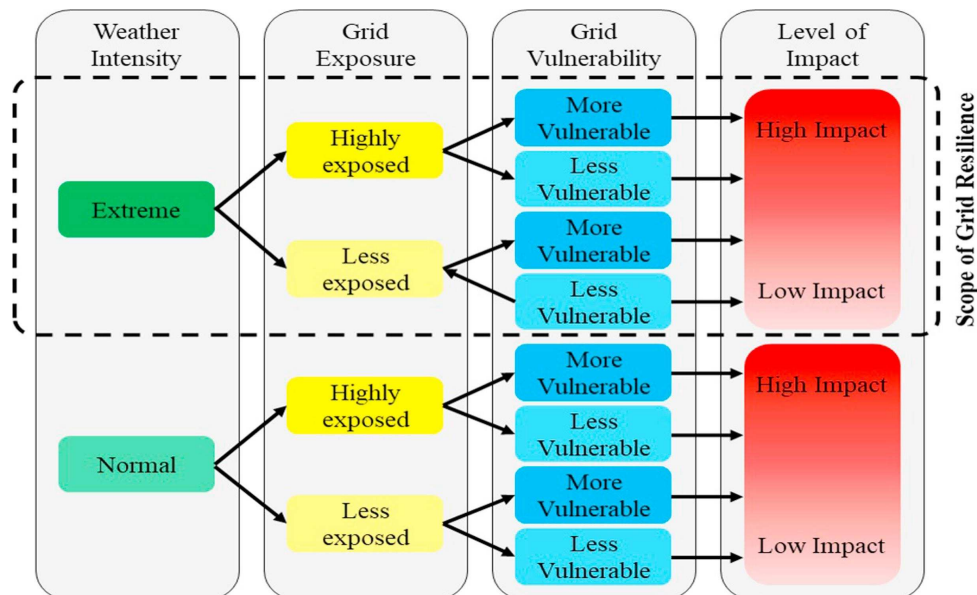 Weather
Intensity
Grid
Exposure
Grid
Vulnerability
Level of
Impact
Extreme
Highly
exposed
Less
exposed
More
Vulnerable
Less
Vulnerable
More
Vulnerable
Less
Vulnerable
High Impact
Low Impact
Scope of Grid Resilience
Normal
Highly
exposed
Less
exposed
More
Vulnerable
Less
Vulnerable
More
Vulnerable
Less
Vulnerable
High Impact
Low Impact